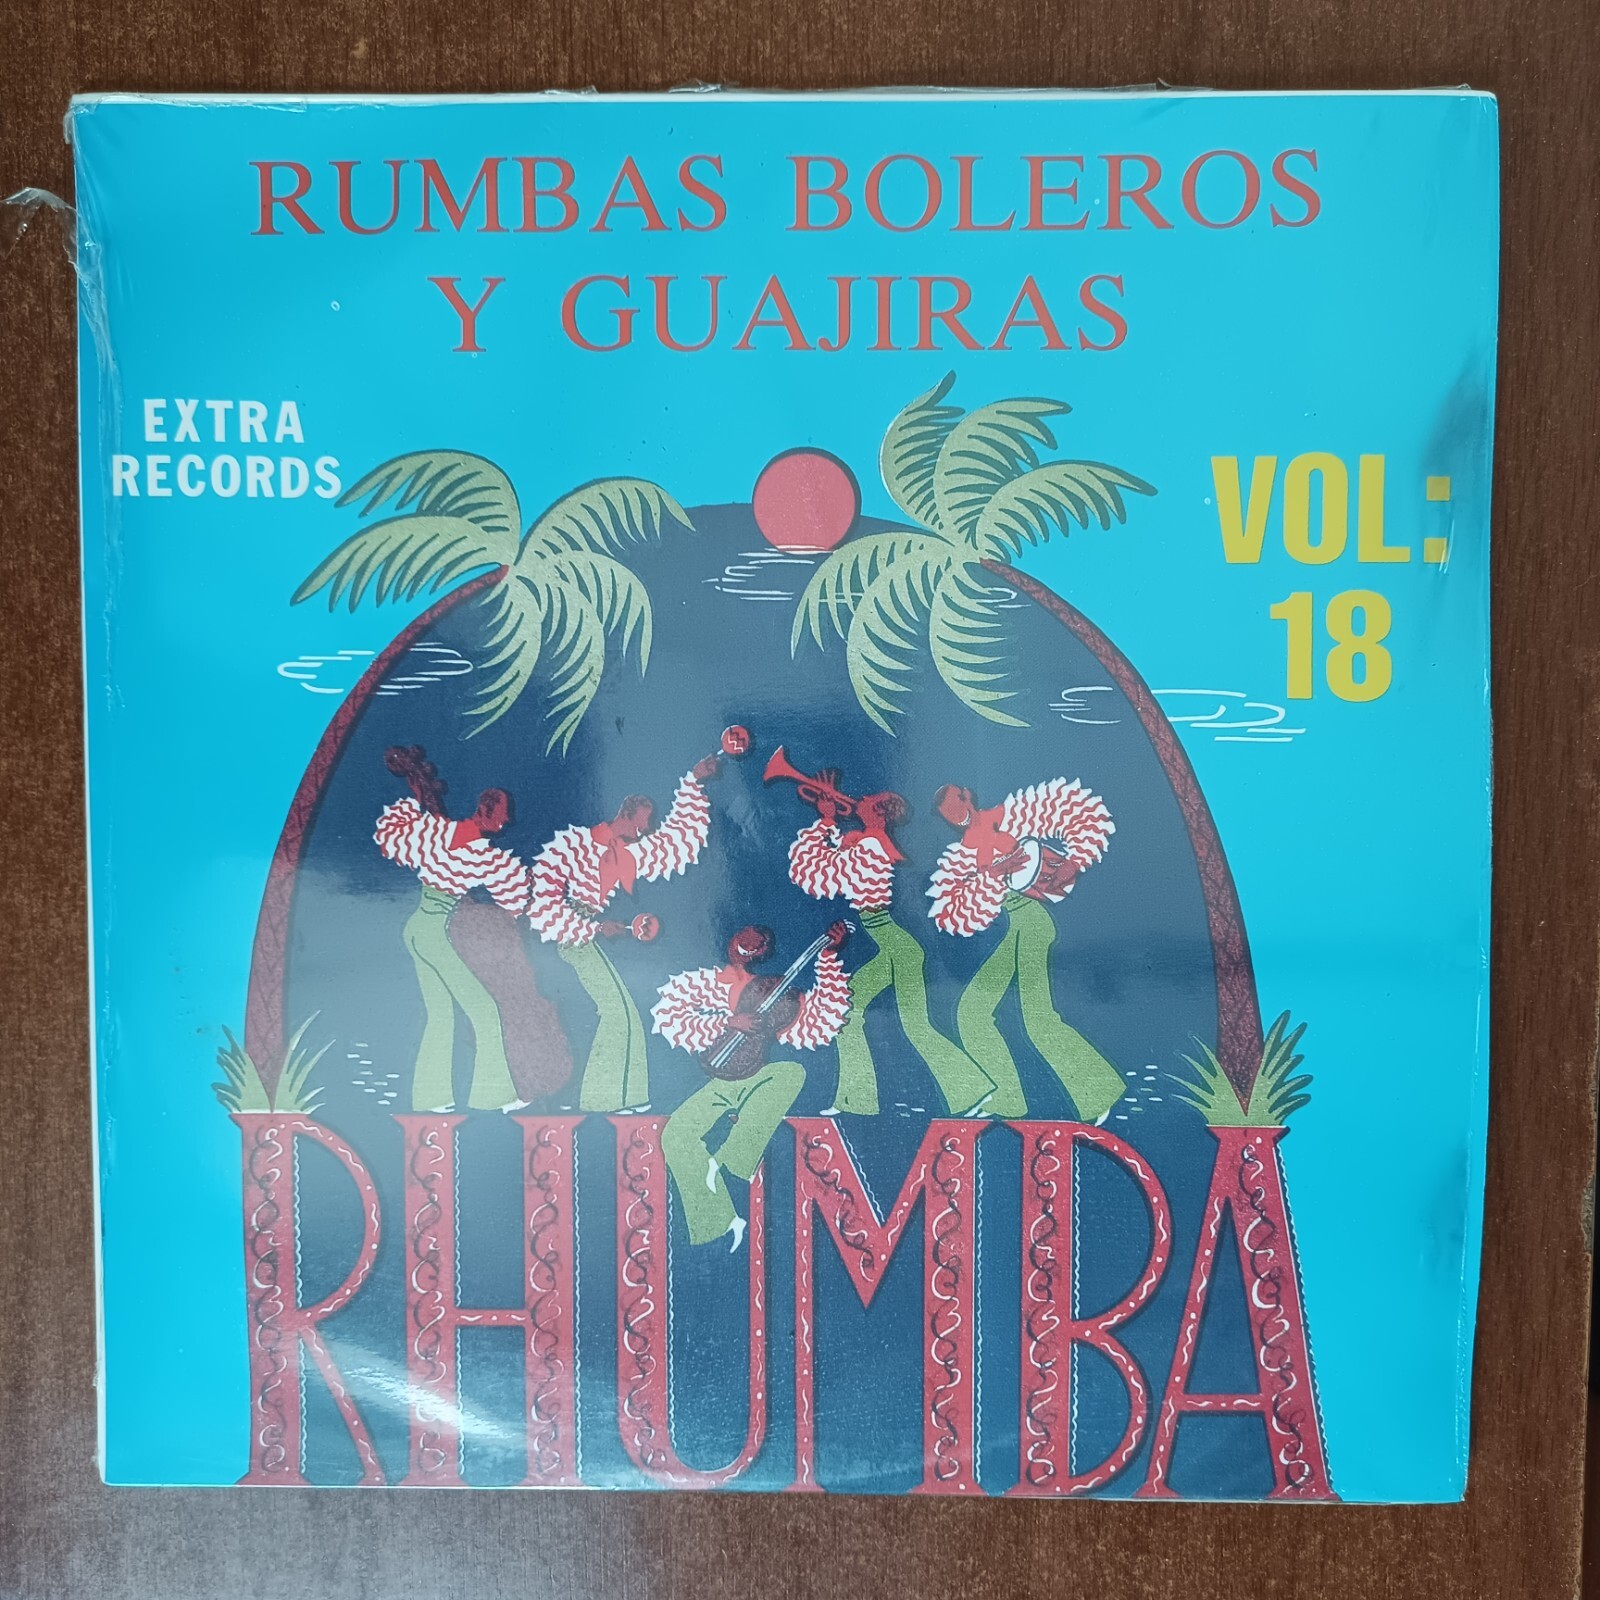 RUMBAS BOLEROS
Y GUAJIRAS
EXTRA
RECORDS
VOL:
18
RHUMBA